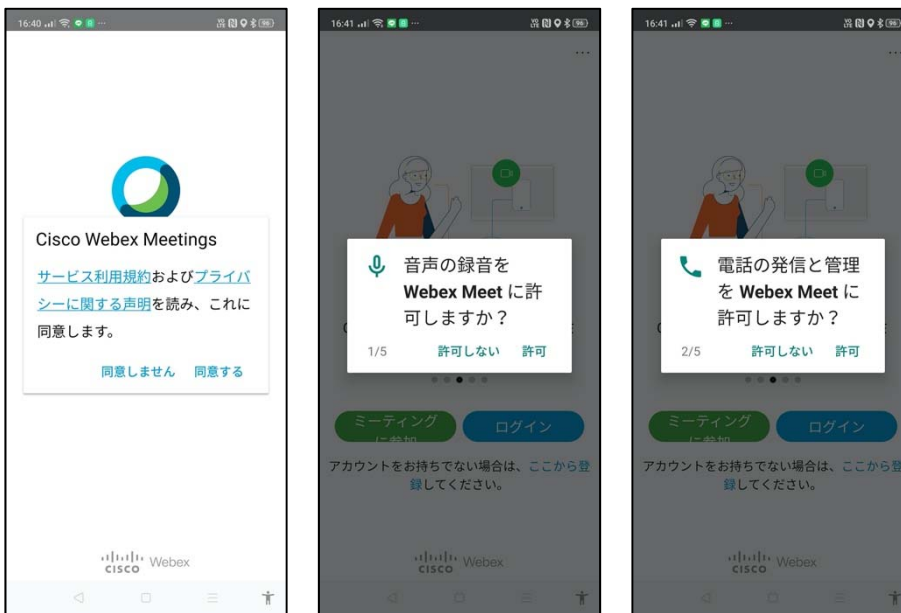 16:40
96
Cisco Webex Meetings
サービス利用規約およびプライバ
シーに関する声明を読み、これに
同意します。
同意しません 同意する
cisco Webex
16:41
96
音声の録音を
Webex Meet に許
可しますか？
1/5 許可しない 許可
ミーティング
に参加
ログイン
アカウントをお持ちでない場合は、ここから登
録してください。
cisco Webex
16:41
96
電話の発信と管理
を Webex Meet に
許可しますか？
2/5 許可しない 許可
ミーティング
に参加
ログイン
アカウントをお持ちでない場合は、ここから登
録してください。
cisco Webex